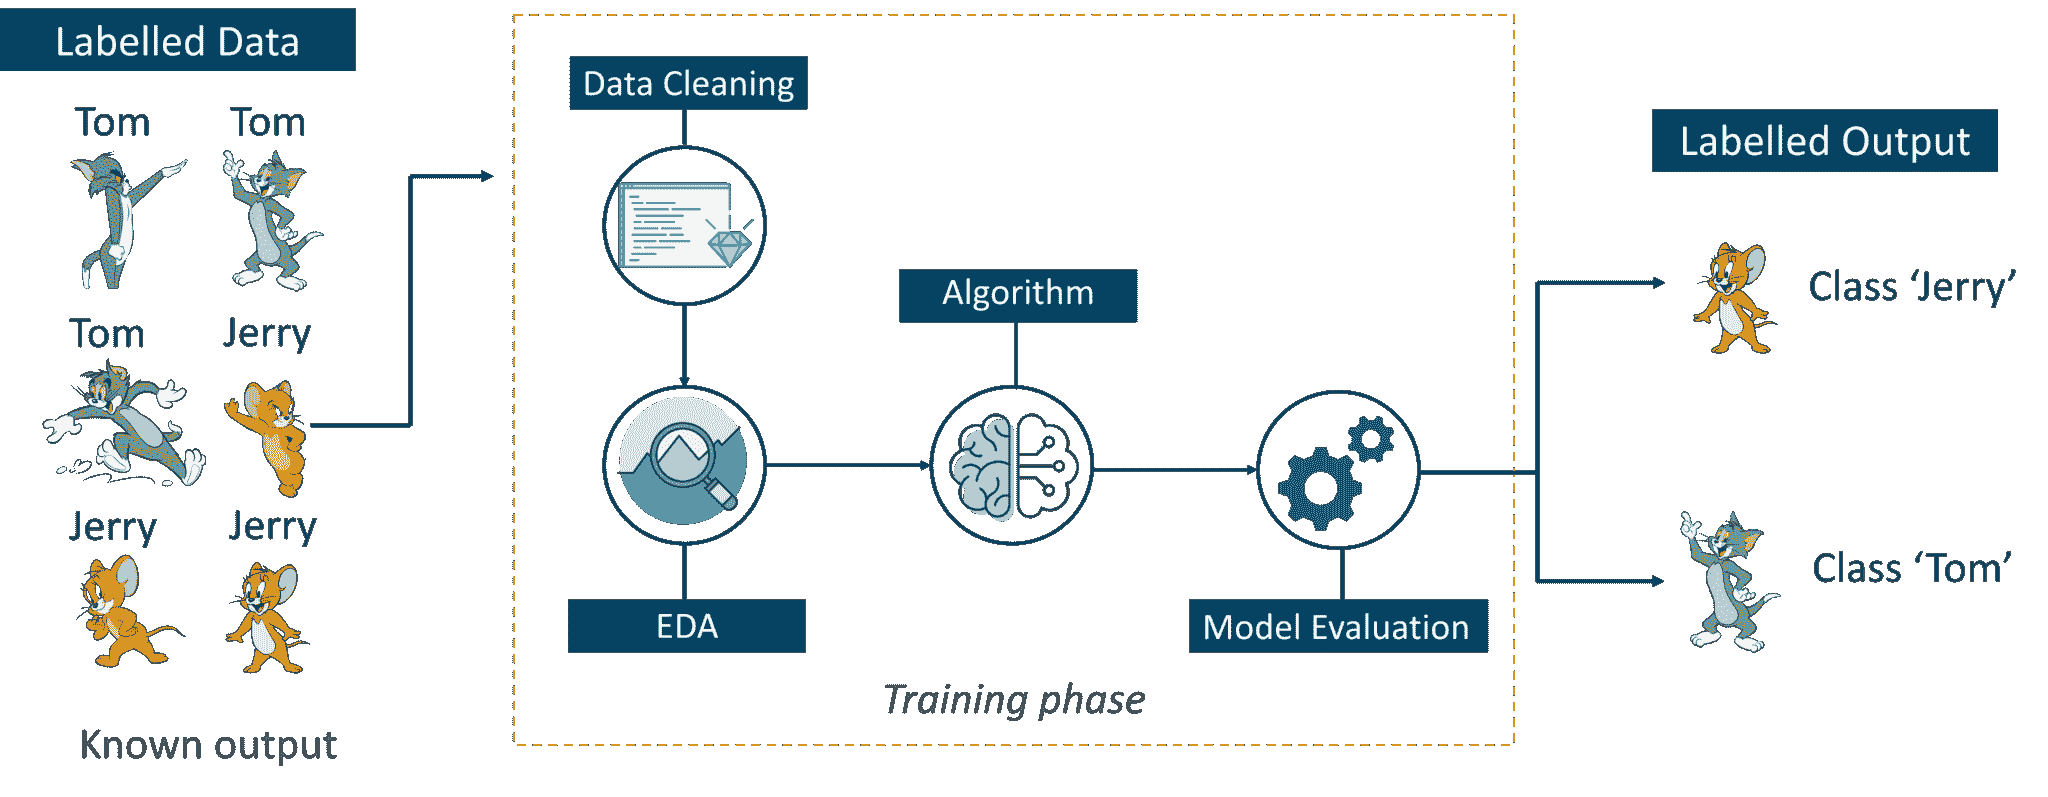 Labelled Data
Tom Tom
Tom Jerry
Jerry Jerry
Known output
Data Cleaning
Algorithm
EDA
Model Evaluation
Training phase
Labelled Output
Class ‘Jerry’
Class ‘Tom’